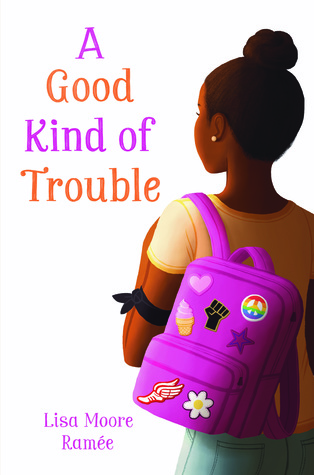 A
Good
Kind of
Trouble
Lisa Moore
Ramée